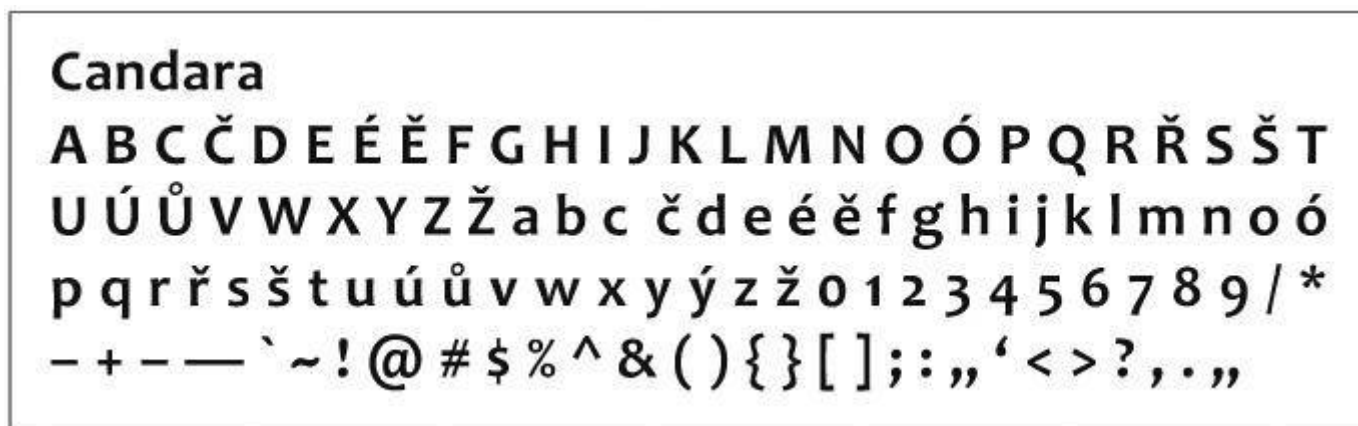 Candara
A B C Č D E É Ě F G H I J K L M N O Ó P Q R Ř S Š T
U Ú Ů V W X Y Z Ž a b c č d e é ě f g h i j k l m n o ó
p q r ř s š t u ú ů v w x y ý z ž 0 1 2 3 4 5 6 7 8 9 / *
– + – — ` ~ ! @ # $ % ^ & ( ) { } [ ] ; : „ ‘ < > ? , . „